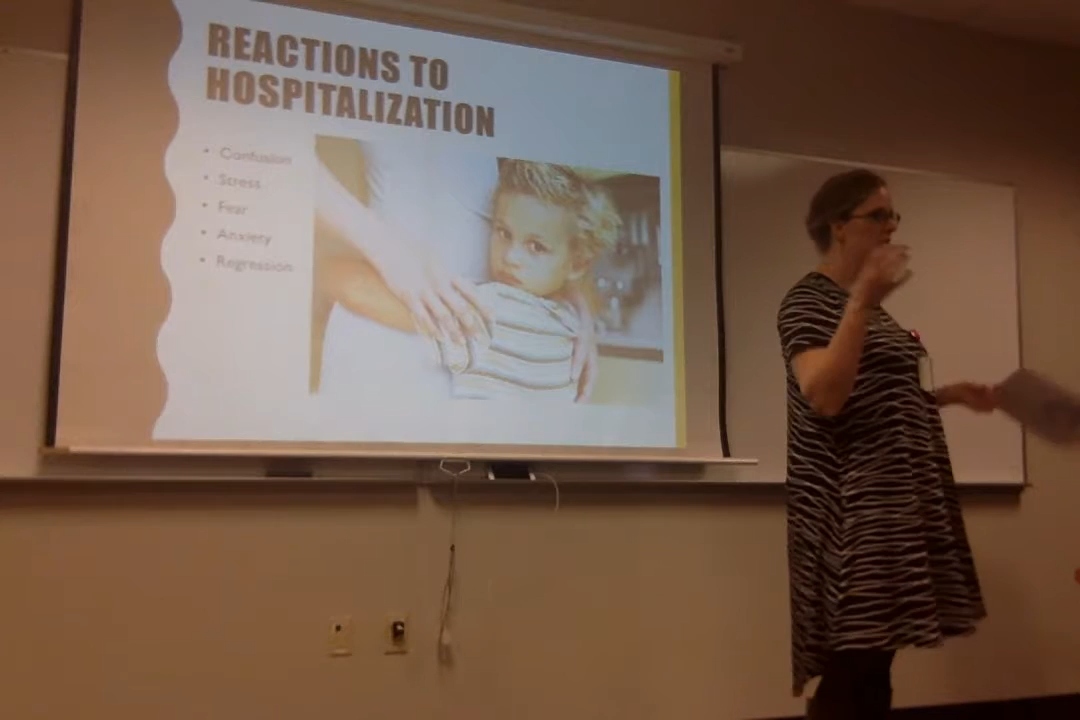 REACTIONS TO
HOSPITALIZATION
• Confusion
• Stress
• Fear
• Anxiety
• Regression